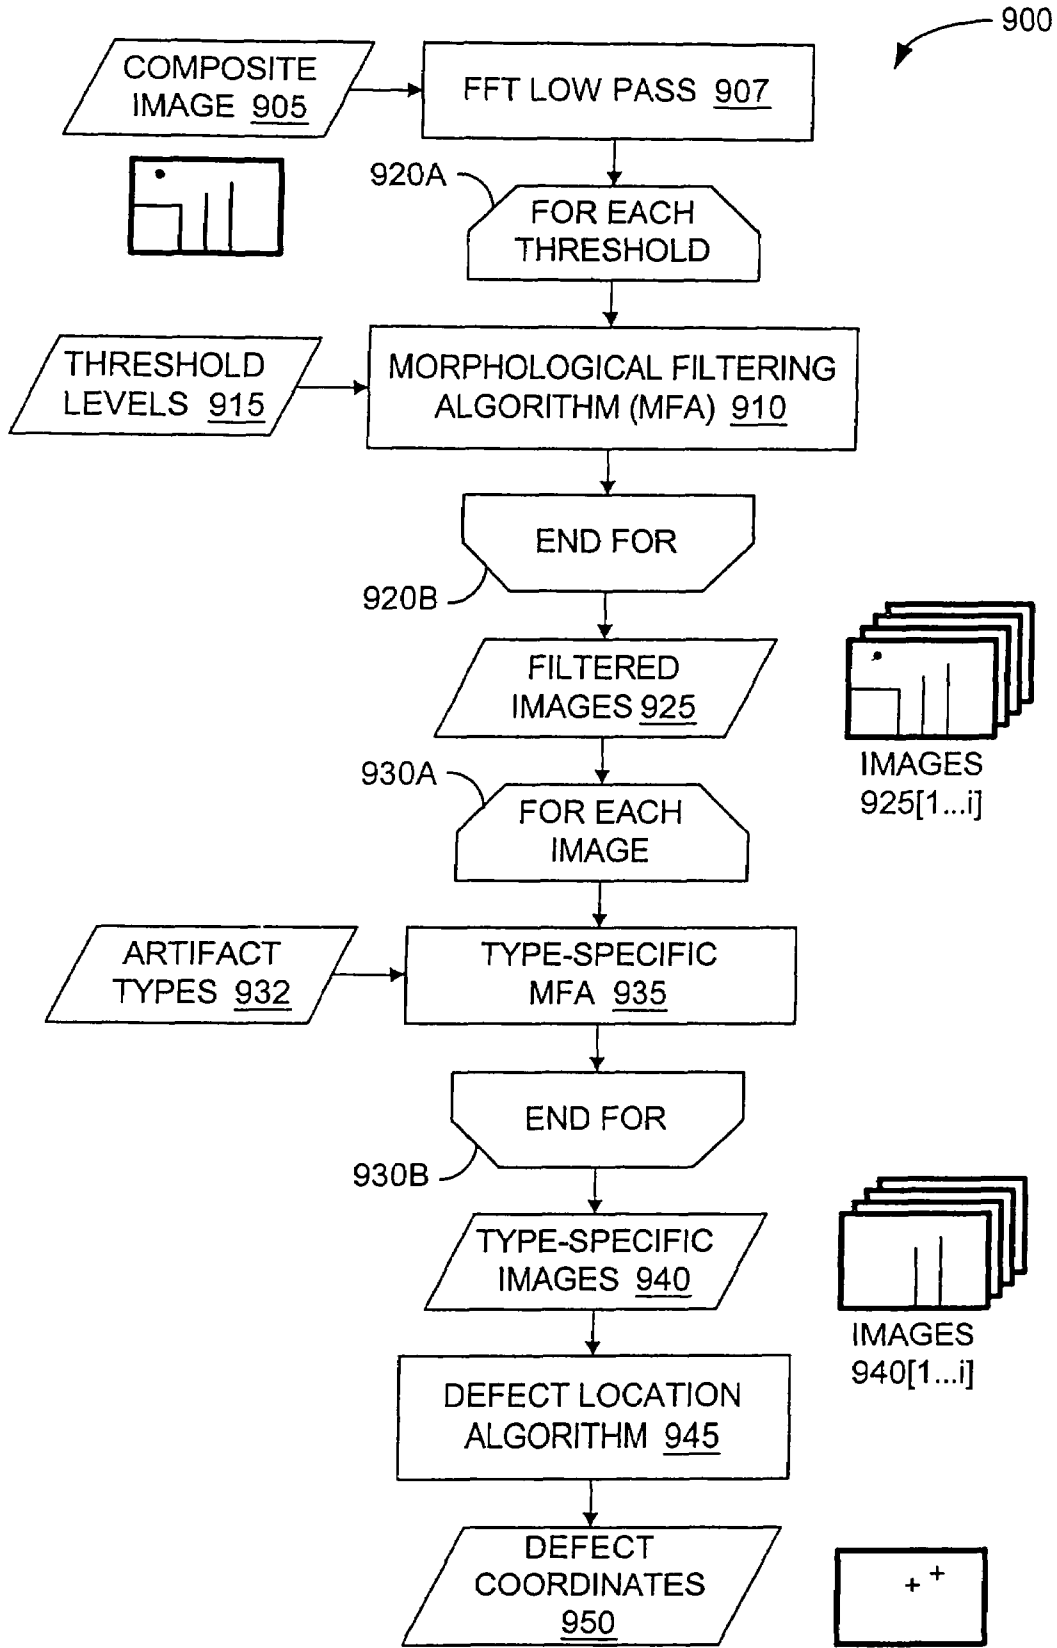 900
COMPOSITE
IMAGE 905
FFT LOW PASS 907
920A
FOR EACH
THRESHOLD
THRESHOLD
LEVELS 915
MORPHOLOGICAL FILTERING
ALGORITHM (MFA) 910
END FOR
920B
FILTERED
IMAGES 925
IMAGES
925[1...i]
930A
FOR EACH
IMAGE
ARTIFACT
TYPES 932
TYPE-SPECIFIC
MFA 935
END FOR
930B
TYPE-SPECIFIC
IMAGES 940
IMAGES
940[1...i]
DEFECT LOCATION
ALGORITHM 945
DEFECT
COORDINATES
950